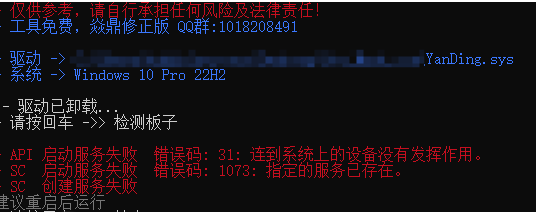 - 仅供参考，请自行承担任何风险及法律责任!
- 工具免费，焱鼎修正版 QQ群:1018208491
- 驱动 -> YanDing.sys
- 系统 -> Windows 10 Pro 22H2
- 驱动已卸载...
- 请按回车 ->> 检测板子
- API 启动服务失败 错误码: 31: 连到系统上的设备没有发挥作用。
- SC 启动服务失败 错误码: 1073: 指定的服务已存在。
- SC 创建服务失败
建议重启后运行